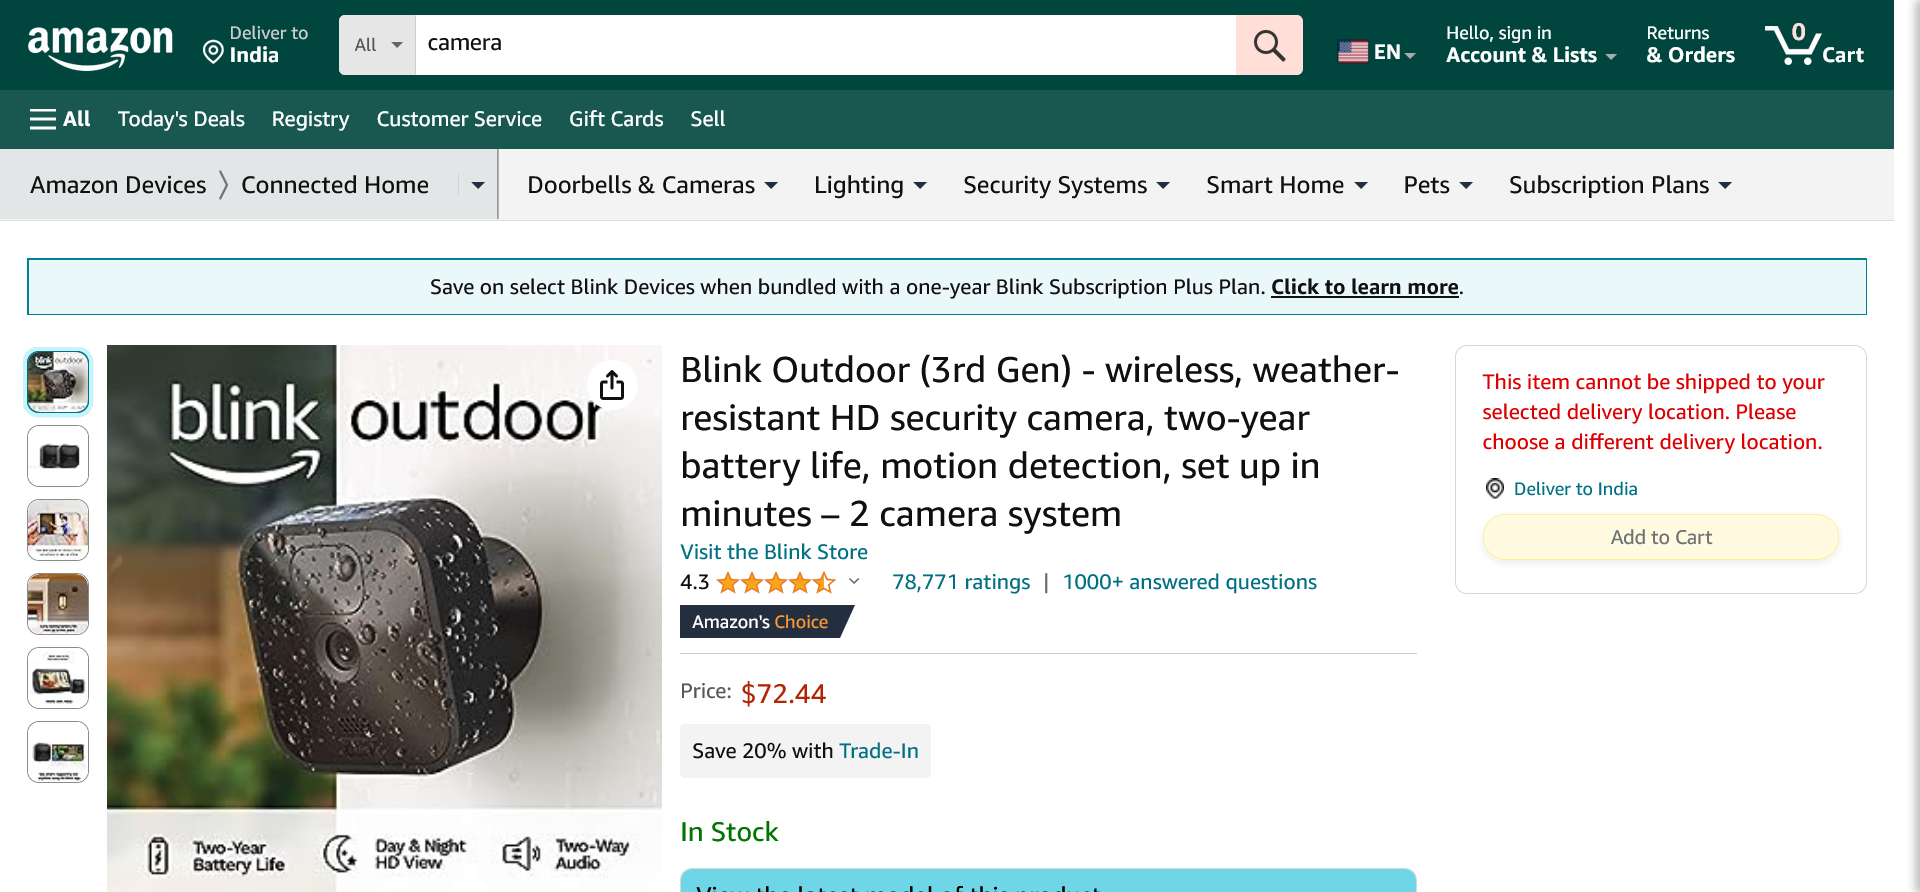 amazon
Deliver to
India
All
camera
EN
Hello, sign in
Account & Lists
Returns
& Orders
0
Cart
All
Today's Deals
Registry
Customer Service
Gift Cards
Sell
Amazon Devices
Connected Home
Doorbells & Cameras
Lighting
Security Systems
Smart Home
Pets
Subscription Plans
Save on select Blink Devices when bundled with a one-year Blink Subscription Plus Plan. Click to learn more.
blink outdoor
Two-Year
Battery Life
Day & Night
HD View
Two-Way
Audio
Blink Outdoor (3rd Gen) - wireless, weather-
resistant HD security camera, two-year
battery life, motion detection, set up in
minutes – 2 camera system
Visit the Blink Store
4.3
78,771 ratings | 1000+ answered questions
Amazon's Choice
Price: $72.44
Save 20% with Trade-In
In Stock
View the latest model of this product
This item cannot be shipped to your
selected delivery location. Please
choose a different delivery location.
Deliver to India
Add to Cart